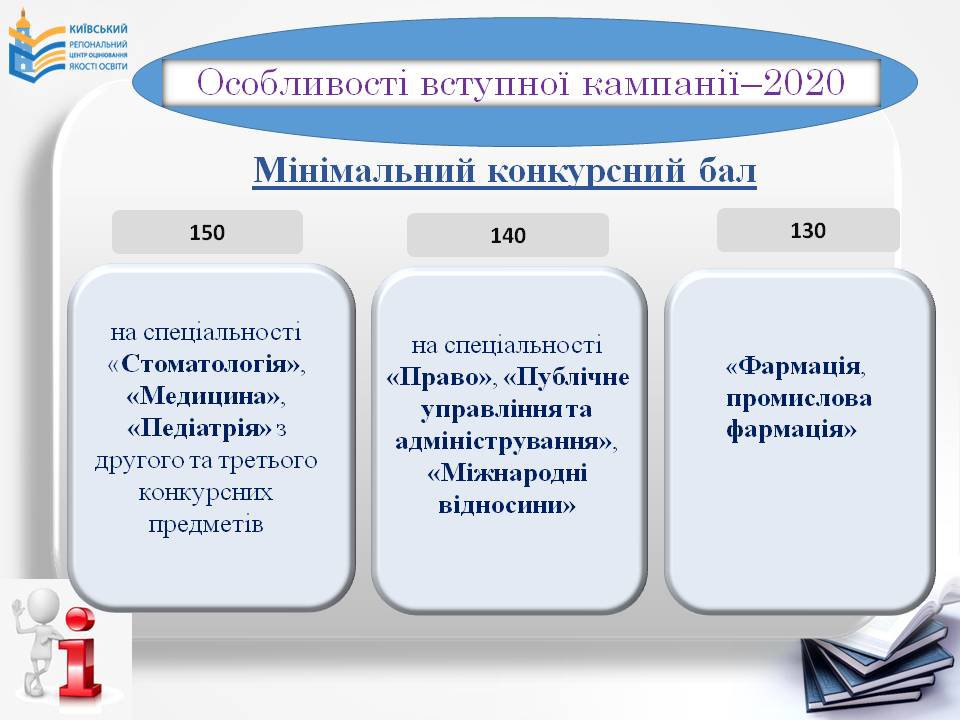 КИЇВСЬКИЙ
РЕГІОНАЛЬНИЙ
ЦЕНТР ОЦІНЮВАННЯ
ЯКОСТІ ОСВІТИ
Особливості вступної кампанії–2020
Мінімальний конкурсний бал
150
на спеціальності
«Стоматологія»,
«Медицина»,
«Педіатрія» з
другого та третього
конкурсних
предметів
140
на спеціальності
«Право», «Публічне
управління та
адміністрування»,
«Міжнародні
відносини»
130
«Фармація,
промислова
фармація»